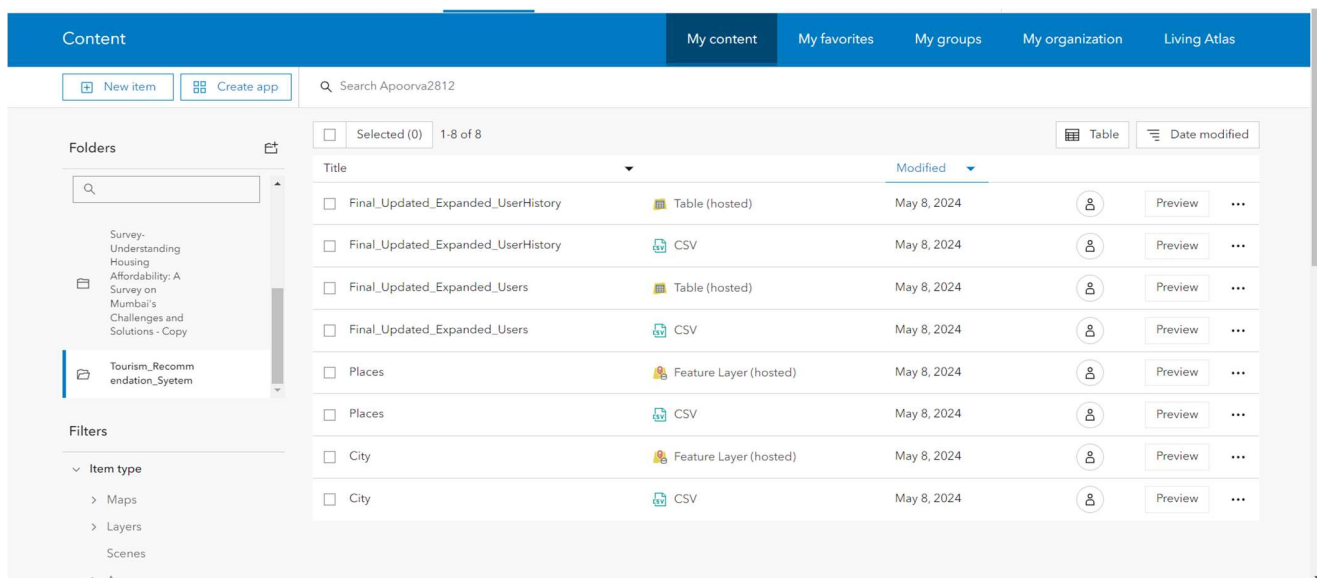 Content
My content
My favorites
My groups
My organization
Living Atlas
New item
Create app
Search Apoorva2812
Folders
Survey-
Understanding
Housing
Affordability: A
Survey on
Mumbai's
Challenges and
Solutions - Copy
Tourism_Recomm
endation_Syetem
Filters
Item type
Maps
Layers
Scenes
Selected (0)
1-8 of 8
Table
Date modified
Title
Modified
Final_Updated_Expanded_UserHistory Table (hosted) May 8, 2024 Preview
Final_Updated_Expanded_UserHistory CSV May 8, 2024 Preview
Final_Updated_Expanded_Users Table (hosted) May 8, 2024 Preview
Final_Updated_Expanded_Users CSV May 8, 2024 Preview
Places Feature Layer (hosted) May 8, 2024 Preview
Places CSV May 8, 2024 Preview
City Feature Layer (hosted) May 8, 2024 Preview
City CSV May 8, 2024 Preview